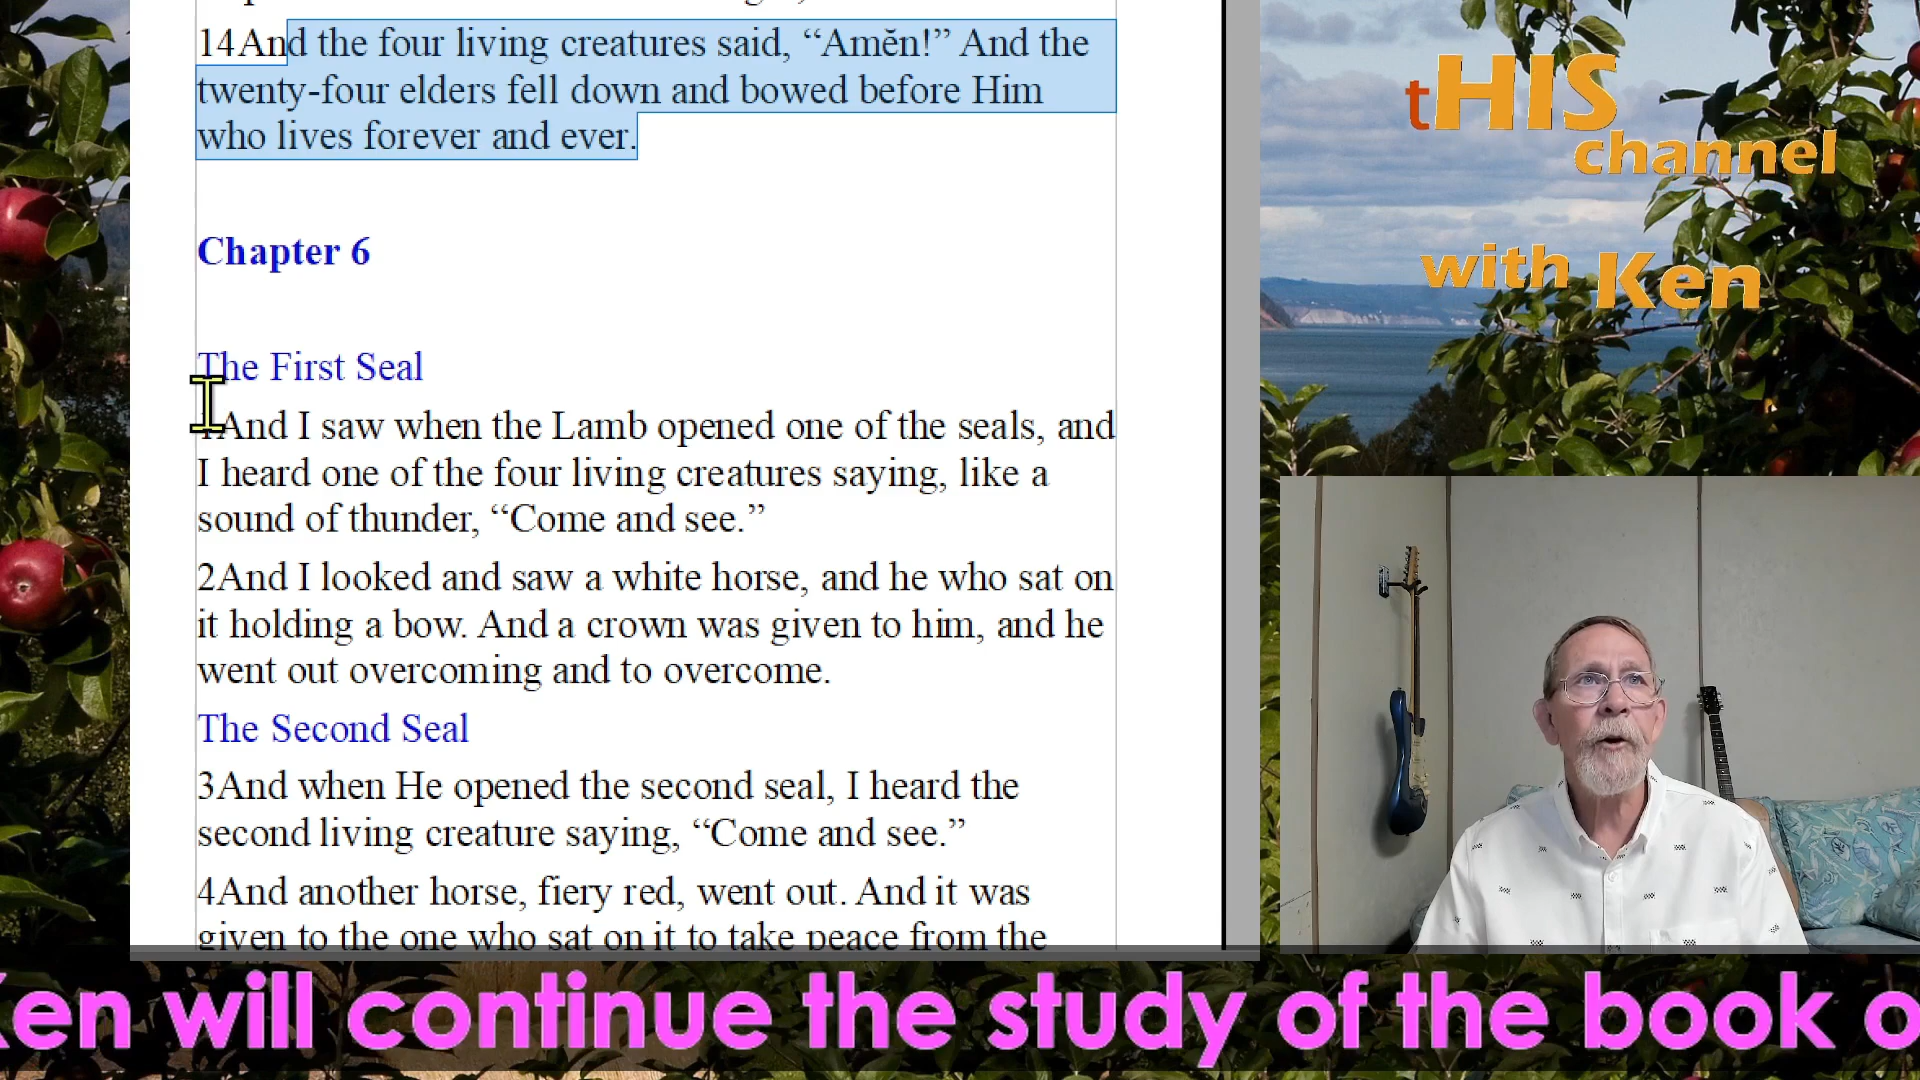 14And the four living creatures said, “Amĕn!” And the
twenty-four elders fell down and bowed before Him
who lives forever and ever.
Chapter 6
The First Seal
1And I saw when the Lamb opened one of the seals, and
I heard one of the four living creatures saying, like a
sound of thunder, “Come and see.”
2And I looked and saw a white horse, and he who sat on
it holding a bow. And a crown was given to him, and he
went out overcoming and to overcome.
The Second Seal
3And when He opened the second seal, I heard the
second living creature saying, “Come and see.”
4And another horse, fiery red, went out. And it was
given to the one who sat on it to take peace from the
tHIS
channel
with Ken
Ken will continue the study of the book o